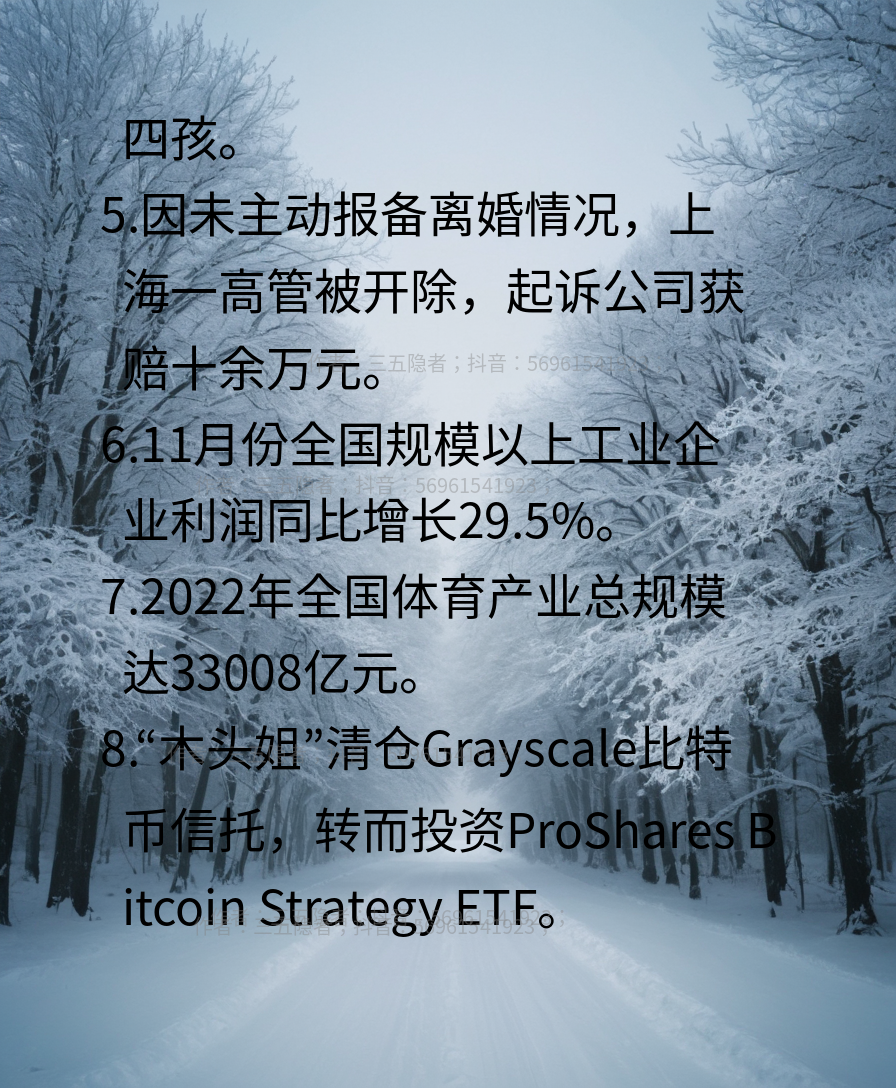 四孩。
5.因未主动报备离婚情况，上
海一高管被开除，起诉公司获
赔十余万元。
三五隐者；抖音：56961541923
6.11月份全国规模以上工业企
抖音：56961541923；
业利润同比增长29.5%。
7.2022年全国体育产业总规模
达33008亿元。
8.“木头姐”清仓Grayscale比特
币信托，转而投资ProShares B
itcoin Strategy ETF。
作者：三五隐者；抖音：56961541923；